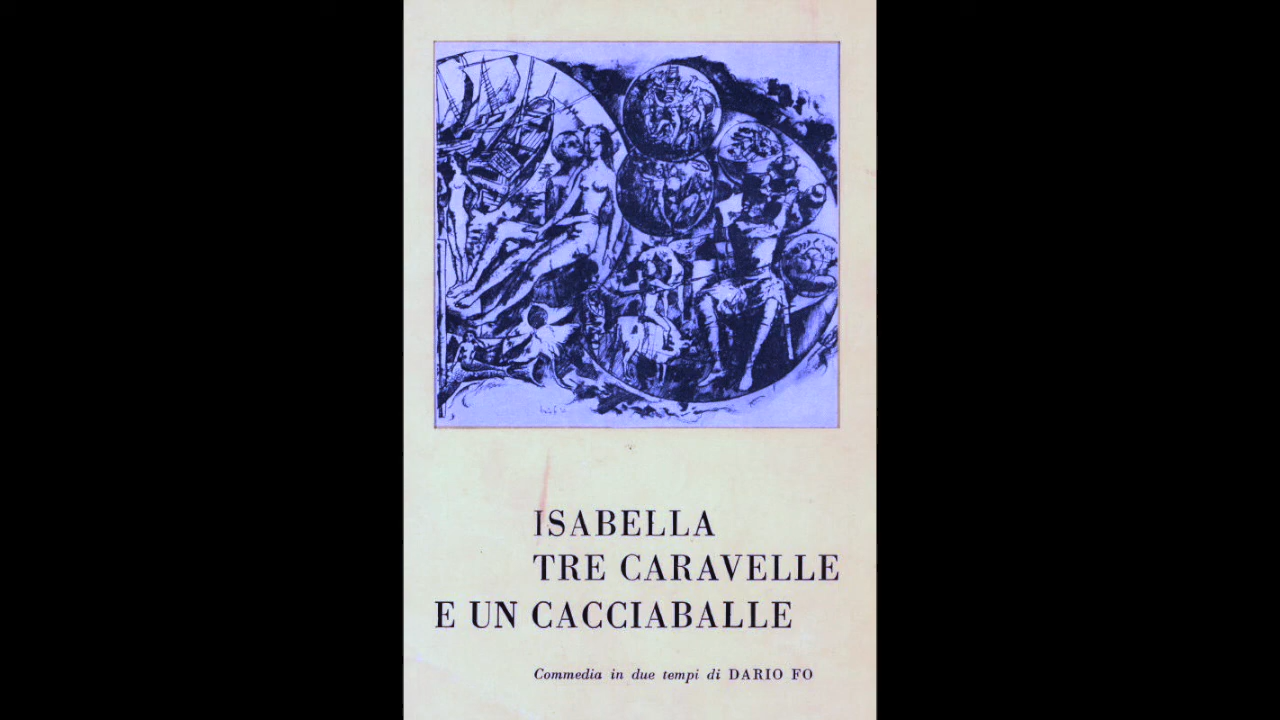 ISABELLA
TRE CARAVELLE
E UN CACCIABALLE
Commedia in due tempi di DARIO FO